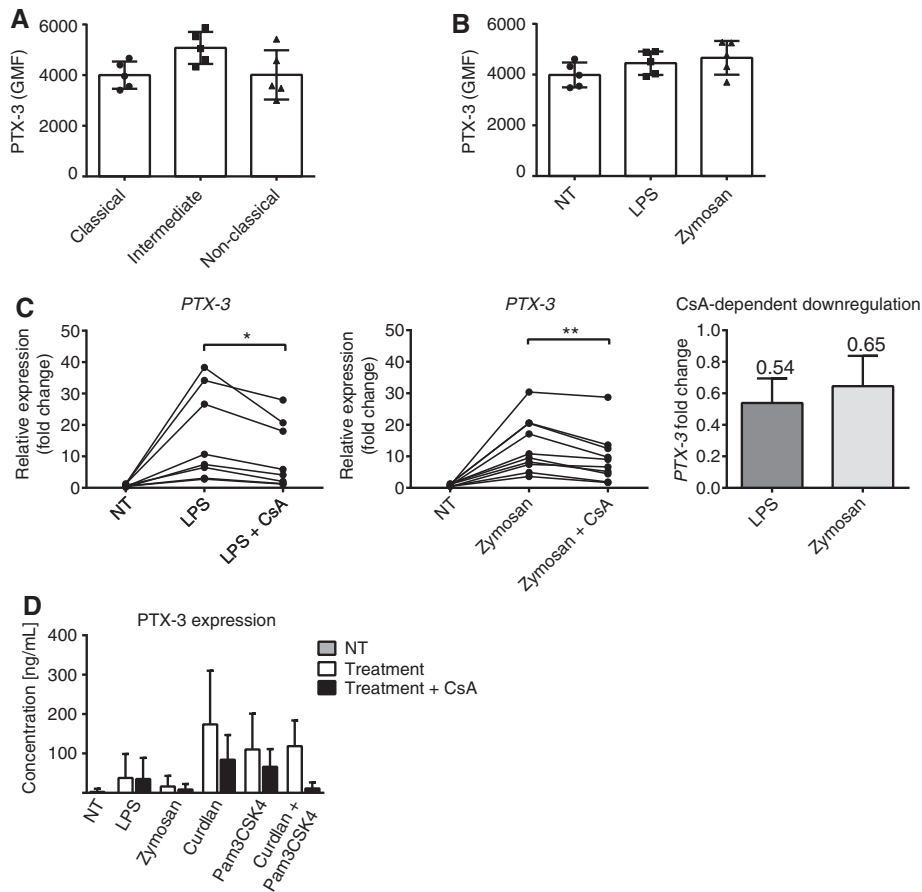 A
PTX-3 (GMF)
6000
4000
2000
0
Classical
Intermediate
Non-classical
B
PTX-3 (GMF)
6000
4000
2000
0
NT
LPS
Zymosan
C
PTX-3
Relative expression
(fold change)
50
40
30
20
10
0
*
NT
LPS
LPS + CsA
PTX-3
Relative expression
(fold change)
50
40
30
20
10
0
**
NT
Zymosan
Zymosan + CsA
CsA-dependent downregulation
PTX-3 fold change
1.0
0.8
0.6
0.4
0.2
0.0
0.54
0.65
LPS
Zymosan
D
PTX-3 expression
Concentration [ng/mL]
400
300
200
100
NT
Treatment
Treatment + CsA
NT
LPS
Zymosan
Curdlan
Pam3CSK4
Curdlan +
Pam3CSK4